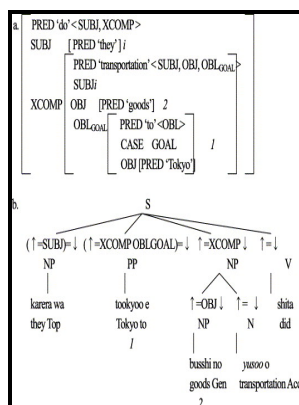 a.
PRED 'do'<SUBJ, XCOMP>
SUBJ [PRED 'they'] i
PRED 'transportation'<SUBJ, OBJ, OBLGOAL>
SUBJi
XCOMP OBJ [PRED 'goods'] 2
OBLGOAL PRED 'to'<OBL>
CASE GOAL 1
OBJ [PRED 'Tokyo']
b. S
(↑=SUBJ)=↓ (↑=XCOMP OBLGOAL)=↓ ↑=XCOMP↓ ↑=↓
NP PP NP V
karera wa tookyoo e ↑=OBJ↓ ↑= ↓ shita
they Top Tokyo to NP N did
1
busshi no yusoo o
goods Gen transportation Acc
2